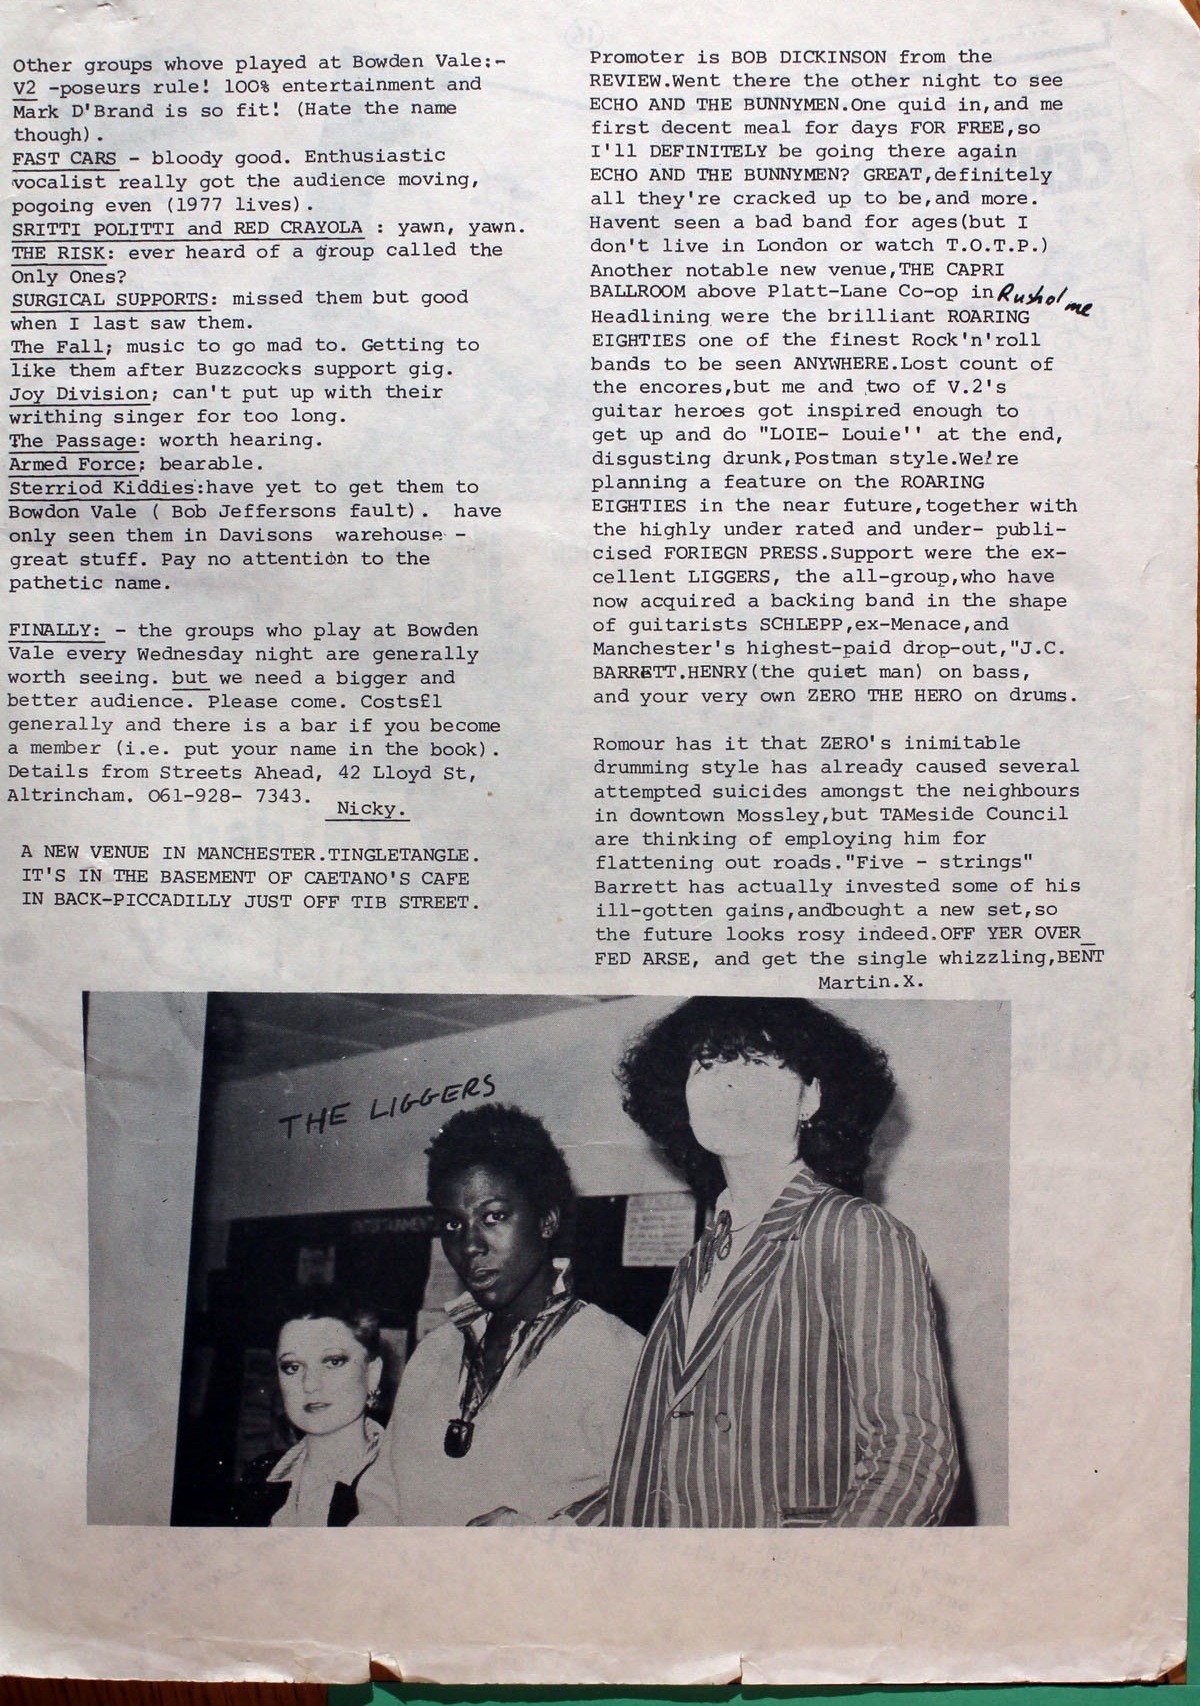 Other groups whove played at Bowden Vale:-
V2 -poseurs rule! 100% entertainment and
Mark D'Brand is so fit! (Hate the name
though).
FAST CARS - bloody good. Enthusiastic
vocalist really got the audience moving,
pogoing even (1977 lives).
SRITTI POLITTI and RED CRAYOLA : yawn, yawn.
THE RISK: ever heard of a group called the
Only Ones?
SURGICAL SUPPORTS: missed them but good
when I last saw them.
The Fall; music to go mad to. Getting to
like them after Buzzcocks support gig.
Joy Division; can't put up with their
writhing singer for too long.
The Passage: worth hearing.
Armed Force; bearable.
Sterriod Kiddies:have yet to get them to
Bowdon Vale ( Bob Jeffersons fault). have
only seen them in Davisons warehouse -
great stuff. Pay no attention to the
pathetic name.
FINALLY: - the groups who play at Bowden
Vale every Wednesday night are generally
worth seeing. but we need a bigger and
better audience. Please come. Costs£1
generally and there is a bar if you become
a member (i.e. put your name in the book).
Details from Streets Ahead, 42 Lloyd St,
Altrincham. O61-928- 7343.
Nicky.
A NEW VENUE IN MANCHESTER.TINGLETANGLE.
IT'S IN THE BASEMENT OF CAETANO'S CAFE
IN BACK-PICCADILLY JUST OFF TIB STREET.
Promoter is BOB DICKINSON from the
REVIEW.Went there the other night to see
ECHO AND THE BUNNYMEN.One quid in,and me
first decent meal for days FOR FREE,so
I'll DEFINITELY be going there again
ECHO AND THE BUNNYMEN? GREAT,definitely
all they're cracked up to be,and more.
Havent seen a bad band for ages(but I
don't live in London or watch T.O.T.P.)
Another notable new venue,THE CAPRI
BALLROOM above Platt-Lane Co-op in Rusholme
Headlining were the brilliant ROARING
EIGHTIES one of the finest Rock'n'roll
bands to be seen ANYWHERE.Lost count of
the encores,but me and two of V.2's
guitar heroes got inspired enough to
get up and do "LOIE- Louie'' at the end,
disgusting drunk,Postman style.We're
planning a feature on the ROARING
EIGHTIES in the near future,together with
the highly under rated and under- publi-
cised FORIEGN PRESS.Support were the ex-
cellent LIGGERS, the all-group,who have
now acquired a backing band in the shape
of guitarists SCHLEPP,ex-Menace,and
Manchester's highest-paid drop-out,"J.C.
BARRETT.HENRY(the quiet man) on bass,
and your very own ZERO THE HERO on drums.
Romour has it that ZERO's inimitable
drumming style has already caused several
attempted suicides amongst the neighbours
in downtown Mossley,but TAMeside Council
are thinking of employing him for
flattening out roads."Five - strings"
Barrett has actually invested some of his
ill-gotten gains,andbought a new set,so
the future looks rosy indeed.OFF YER OVER_
FED ARSE, and get the single whizzling,BENT
Martin.X.
THE LIGGERS